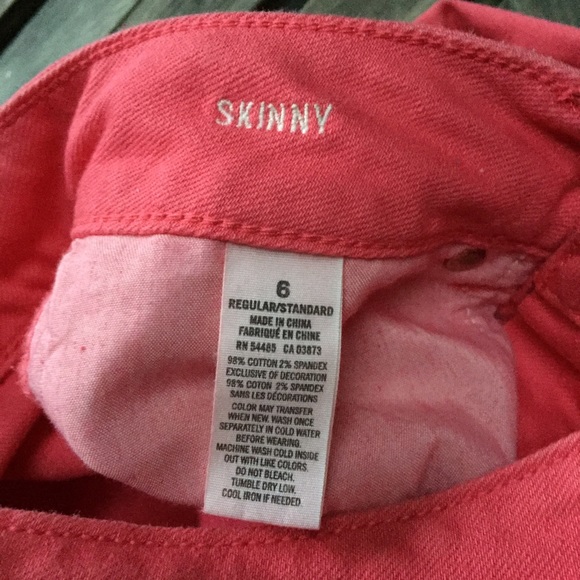 SKINNY
6
REGULAR/STANDARD
MADE IN CHINA
FABRIQUÉ EN CHINE
RN 54485 CA 03873
98% COTTON 2% SPANDEX
EXCLUSIVE OF DECORATION
98% COTON 2% SPANDEX
SANS LES DÉCORATIONS
COLOR MAY TRANSFER
WHEN NEW. WASH ONCE
SEPARATELY IN COLD WATER
BEFORE WEARING.
MACHINE WASH COLD INSIDE
OUT WITH LIKE COLORS.
DO NOT BLEACH.
TUMBLE DRY LOW.
COOL IRON IF NEEDED.